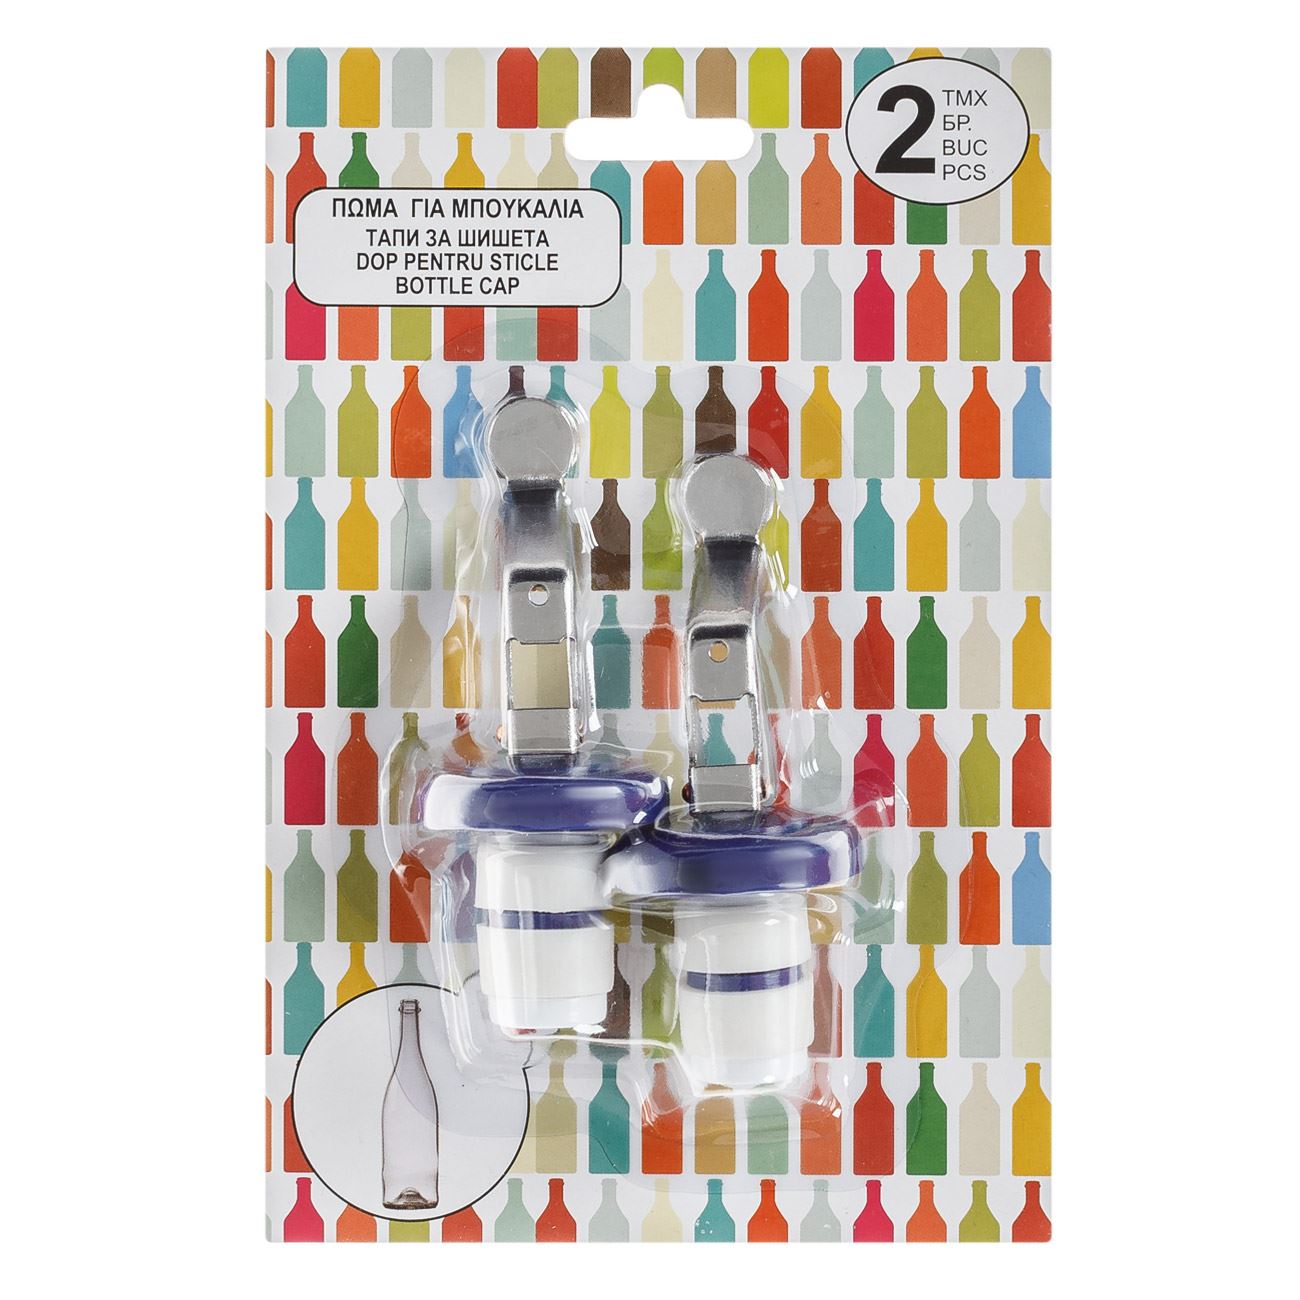 2 ΤΜΧ
БР.
BUC
PCS
ΠΩΜΑ ΓΙΑ ΜΠΟΥΚΑΛΙΑ
ТАПИ ЗА ШИШЕТА
DOP PENTRU STICLE
BOTTLE CAP